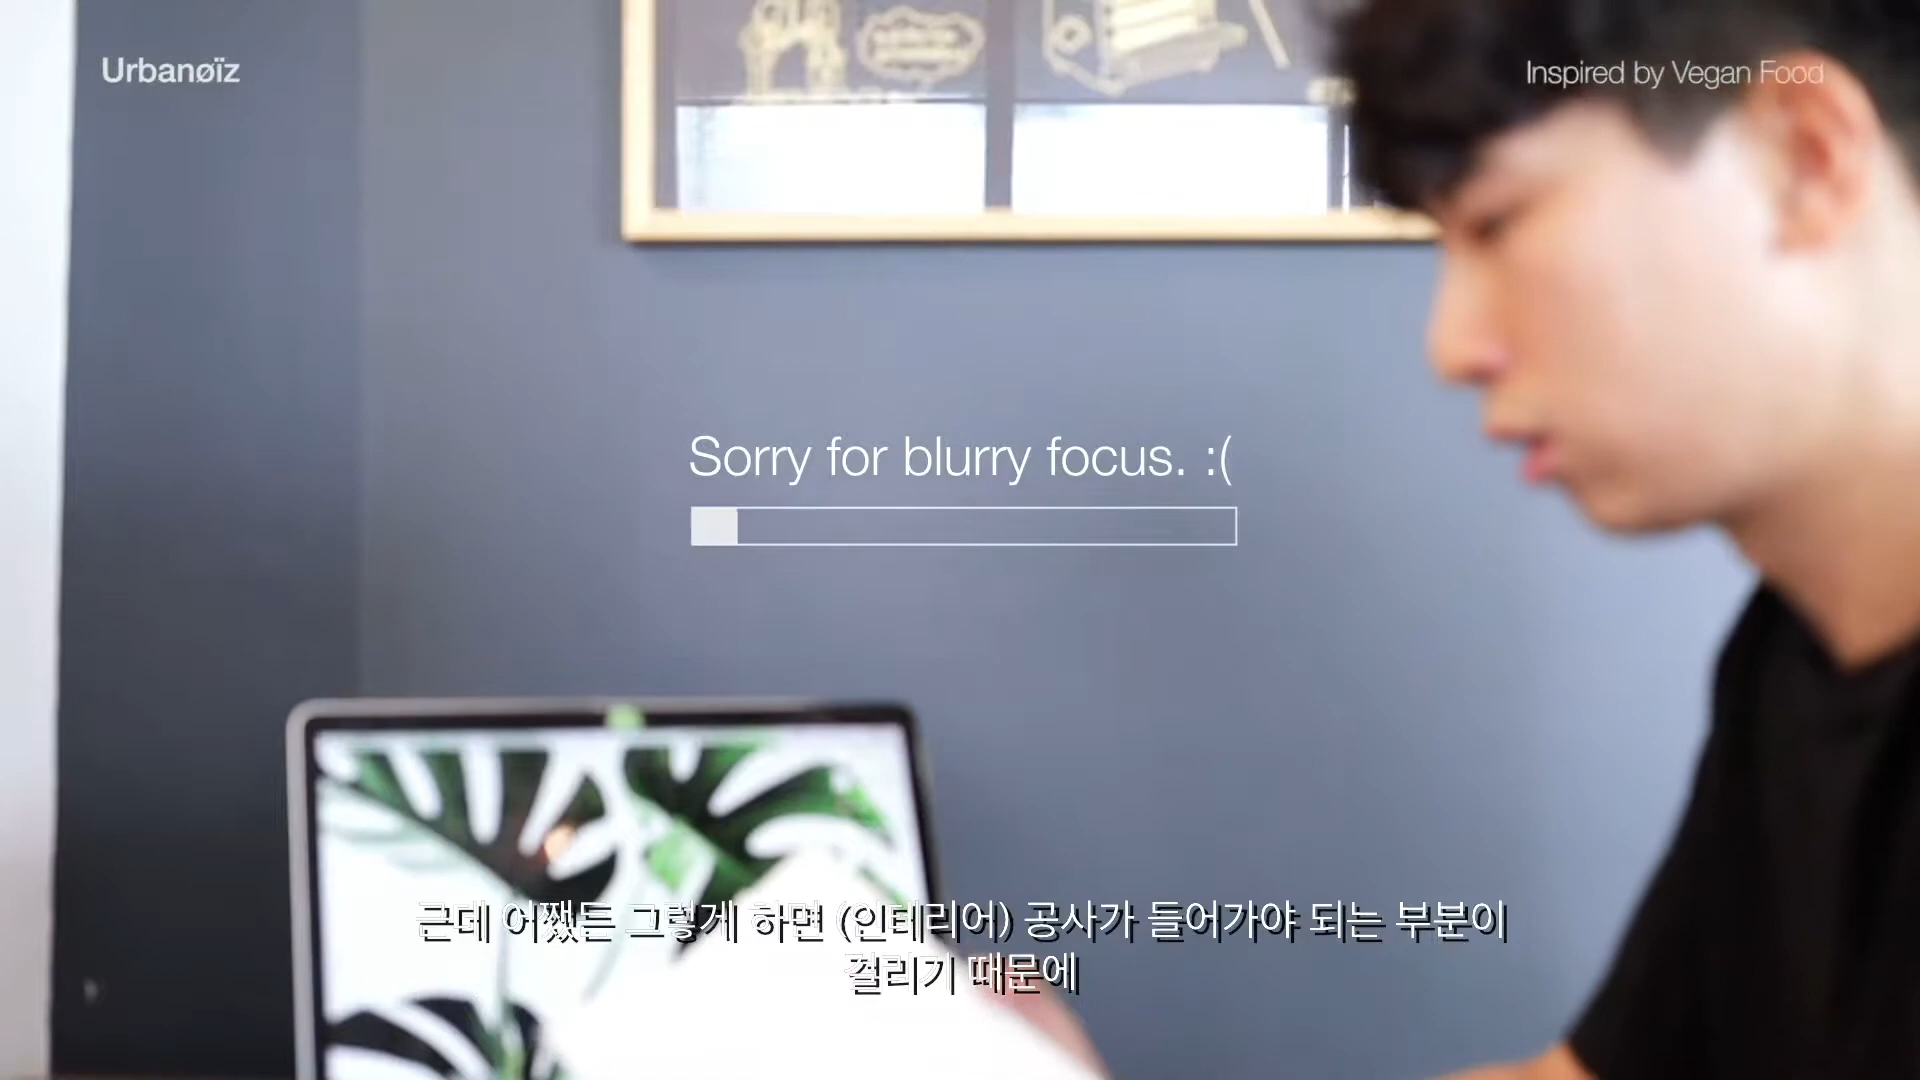 Urbanøïz
Inspired by Vegan Food
Sorry for blurry focus. :(
근데 어쨌든 그렇게 하면 (인테리어) 공사가 들어가야 되는 부분이
걸리기 때문에